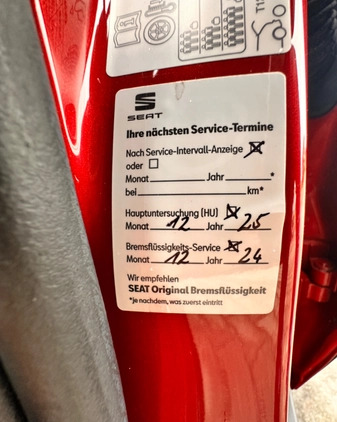 SEAT
Ihre nächsten Service-Termine
Nach Service-Intervall-Anzeige
oder
Monat Jahr *
bei km*
Hauptuntersuchung (HU)
Monat 12 Jahr 25
Bremsflüssigkeits-Service
Monat 12 Jahr 24
Wir empfehlen
SEAT Original Bremsflüssigkeit
*je nachdem, was zuerst eintritt